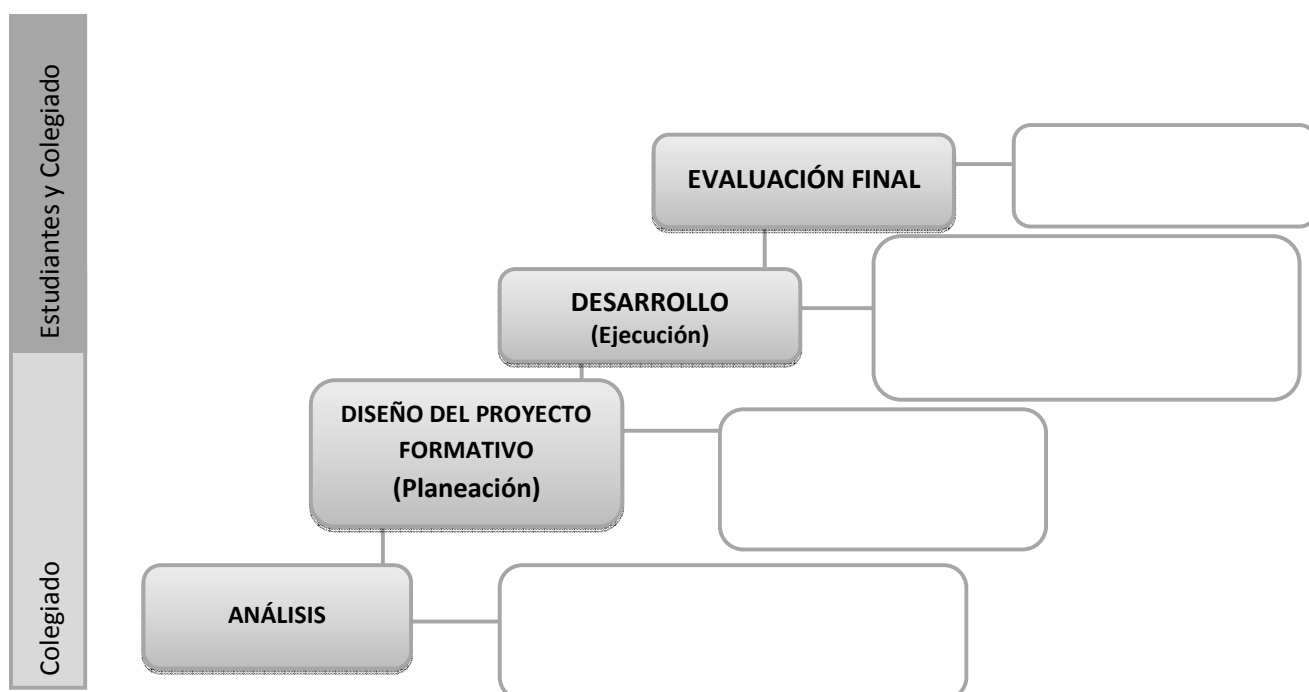 Estudiantes y Colegiado
EVALUACIÓN FINAL
DESARROLLO
(Ejecución)
DISEÑO DEL PROYECTO
FORMATIVO
(Planeación)
Colegiado
ANÁLISIS